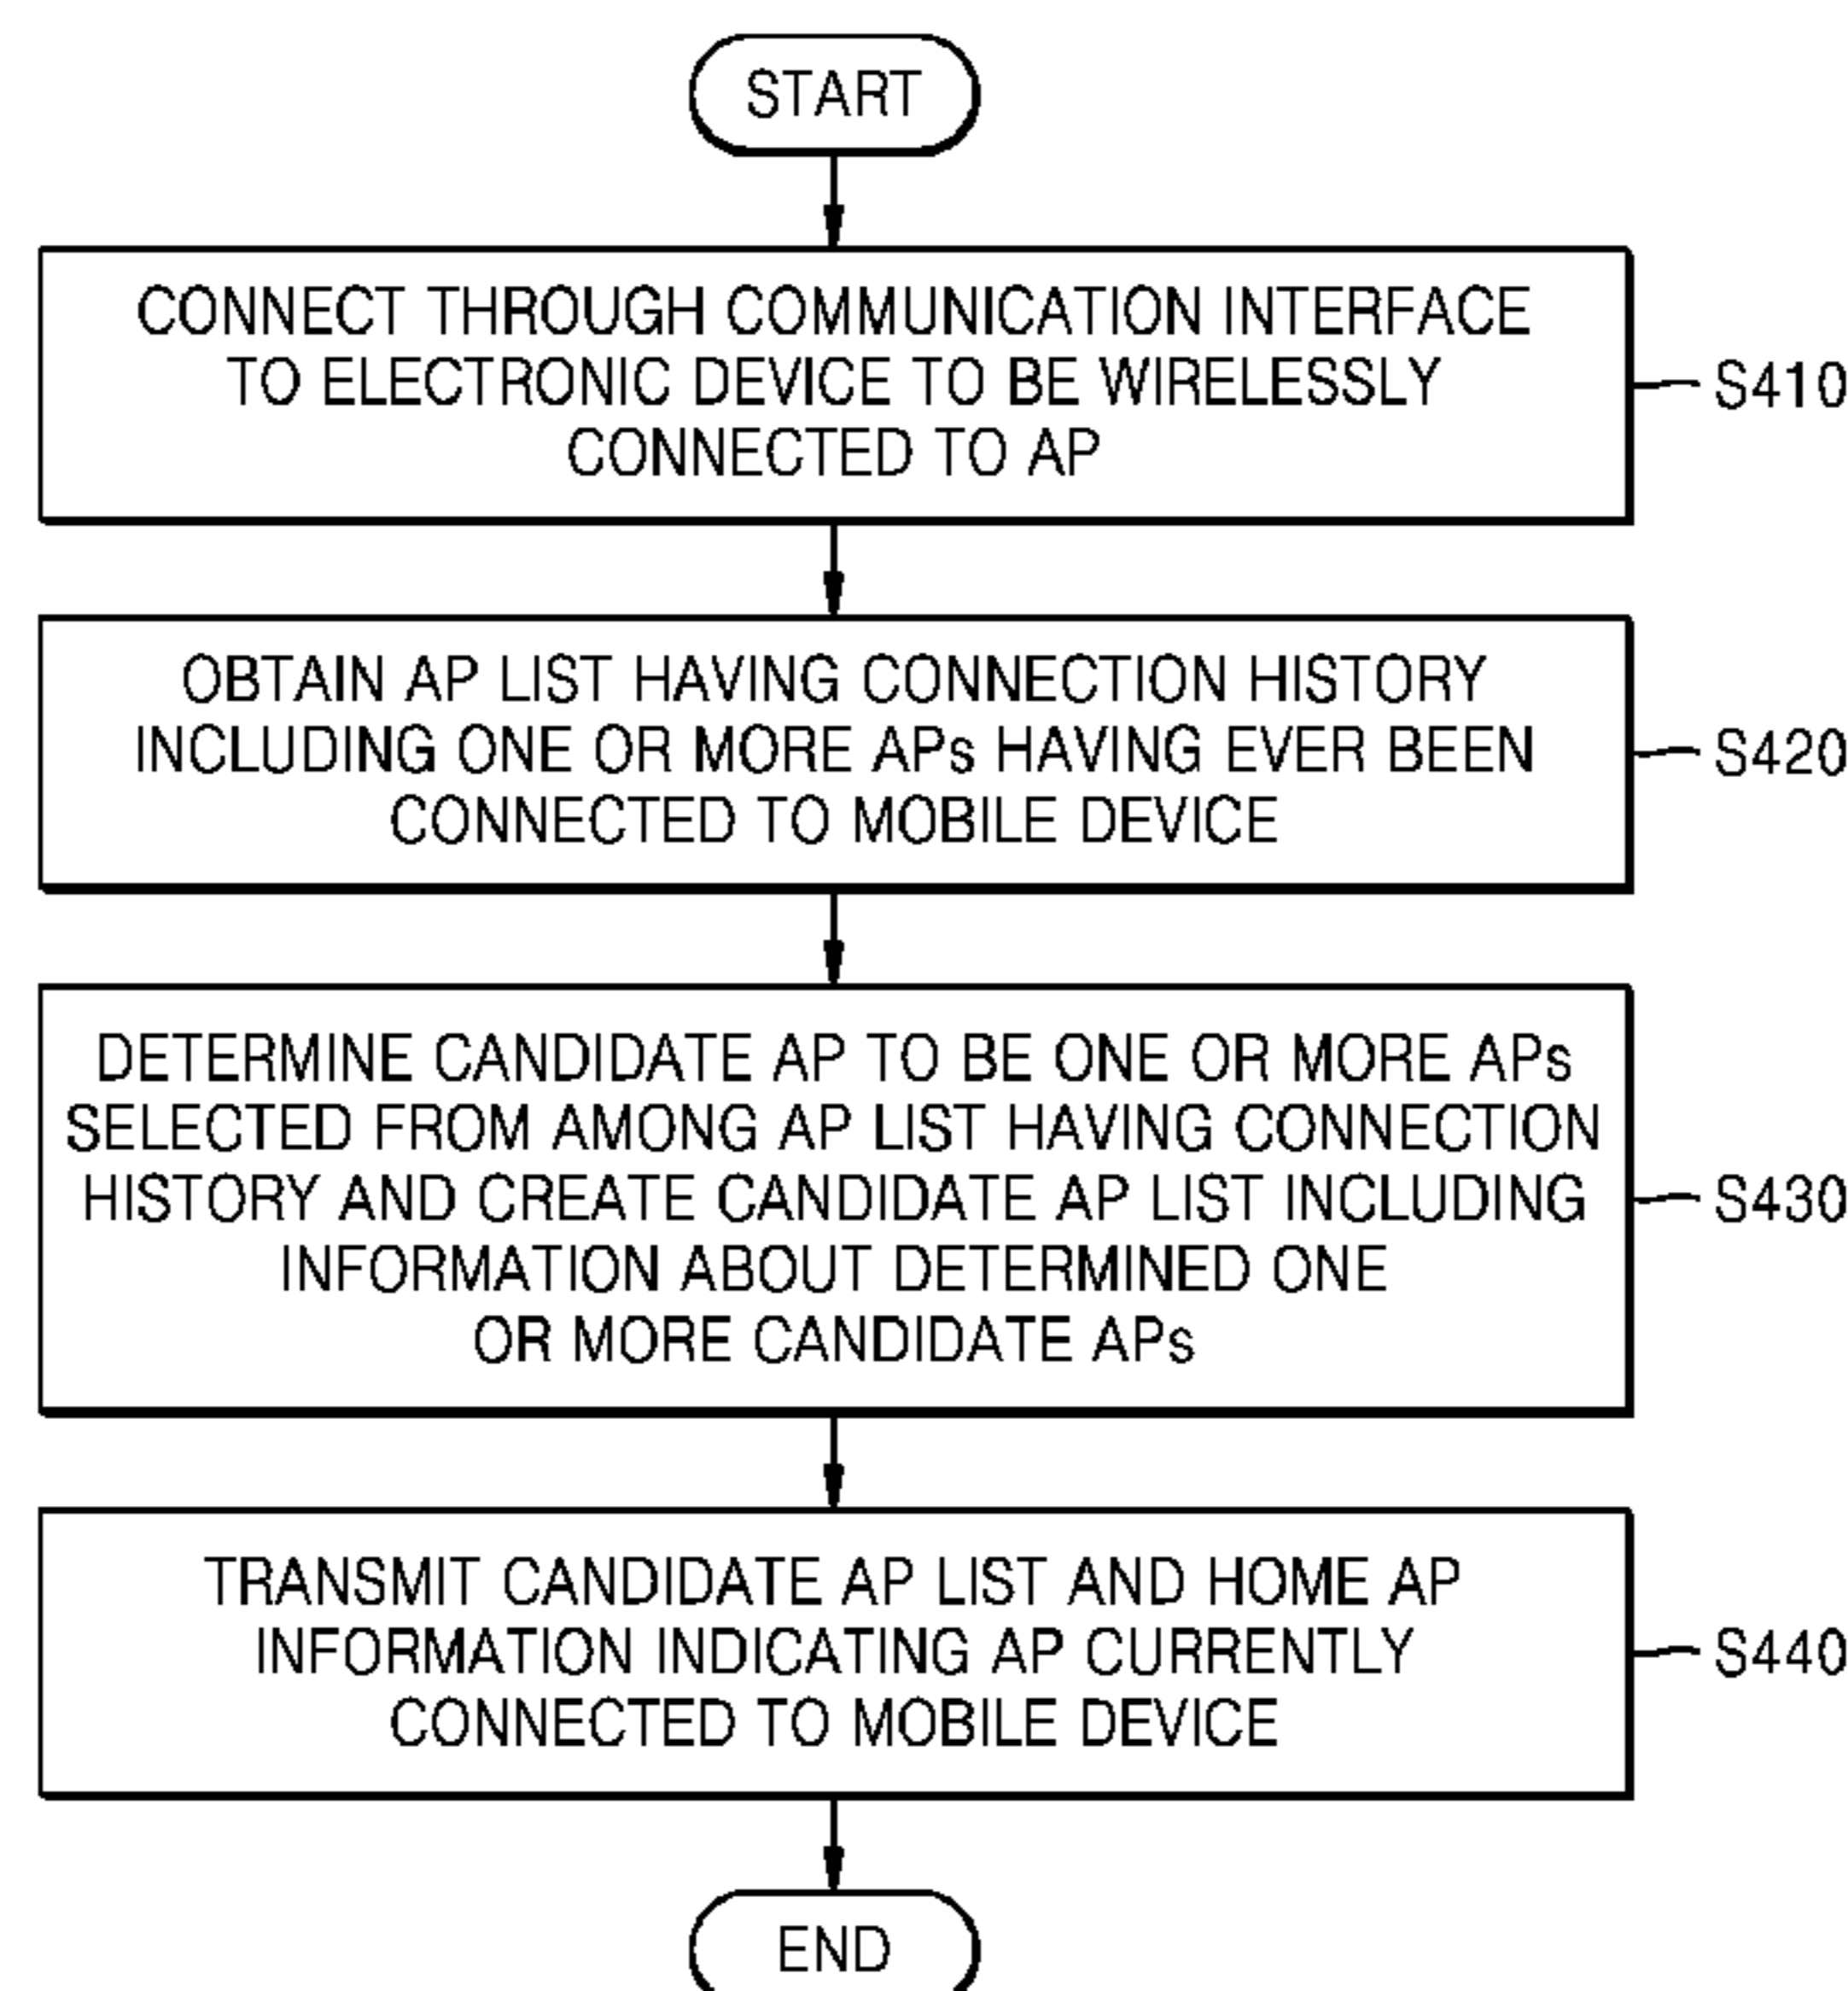 START
CONNECT THROUGH COMMUNICATION INTERFACE
TO ELECTRONIC DEVICE TO BE WIRELESSLY
CONNECTED TO AP
S410
OBTAIN AP LIST HAVING CONNECTION HISTORY
INCLUDING ONE OR MORE APs HAVING EVER BEEN
CONNECTED TO MOBILE DEVICE
S420
DETERMINE CANDIDATE AP TO BE ONE OR MORE APs
SELECTED FROM AMONG AP LIST HAVING CONNECTION
HISTORY AND CREATE CANDIDATE AP LIST INCLUDING
INFORMATION ABOUT DETERMINED ONE
OR MORE CANDIDATE APs
S430
TRANSMIT CANDIDATE AP LIST AND HOME AP
INFORMATION INDICATING AP CURRENTLY
CONNECTED TO MOBILE DEVICE
S440
END